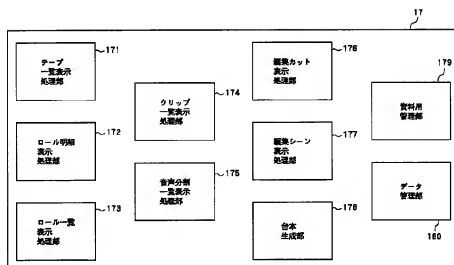 17
171
テープ
一覧表示
処理部
172
ロール明細
表示
処理部
173
ロール一覧
表示
処理部
174
クリップ
一覧表示
処理部
175
音声分割
一覧表示
処理部
176
編集カット
表示
処理部
177
編集シーン
表示
処理部
178
台本
生成部
179
資料用
管理部
データ
管理部
180